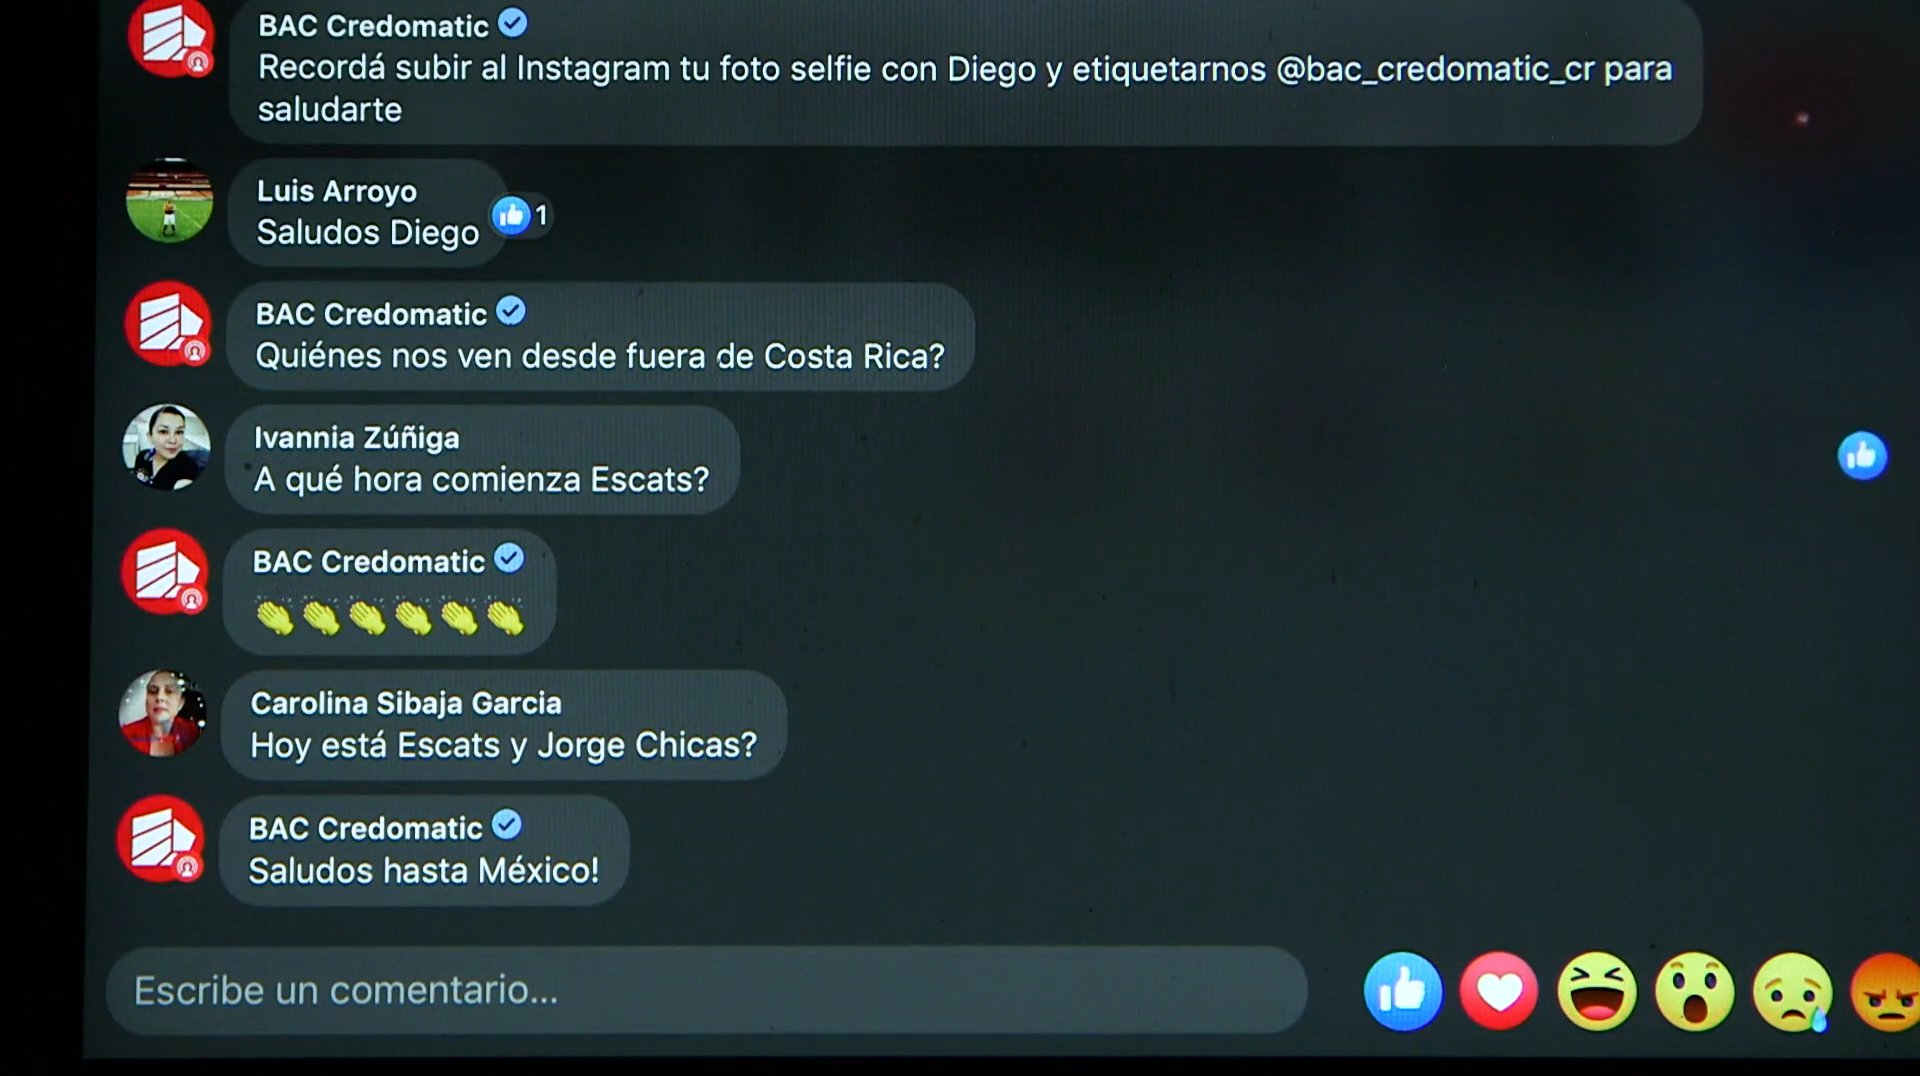 BAC Credomatic
Recordá subir al Instagram tu foto selfie con Diego y etiquetarnos @bac_credomatic_cr para
saludarte
Luis Arroyo
Saludos Diego
1
BAC Credomatic
Quiénes nos ven desde fuera de Costa Rica?
Ivannia Zúñiga
A qué hora comienza Escats?
BAC Credomatic
👏👏👏👏👏👏
Carolina Sibaja Garcia
Hoy está Escats y Jorge Chicas?
BAC Credomatic
Saludos hasta México!
Escribe un comentario...